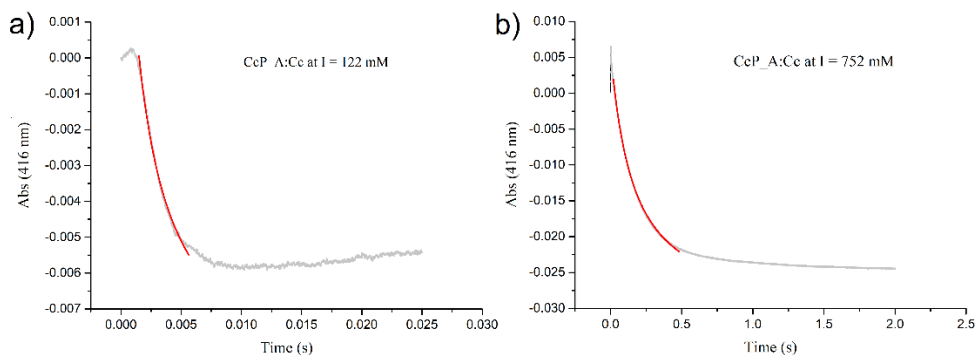 a)
CcP_A:Cc at I = 122 mM
0.001
0.000
-0.001
-0.002
-0.003
-0.004
-0.005
-0.006
-0.007
Abs (416 nm)
0.000 0.005 0.010 0.015 0.020 0.025 0.030
Time (s)
b)
CcP_A:Cc at I = 752 mM
0.010
0.005
0.000
-0.005
-0.010
-0.015
-0.020
-0.025
-0.030
Abs (416 nm)
0.0 0.5 1.0 1.5 2.0 2.5
Time (s)